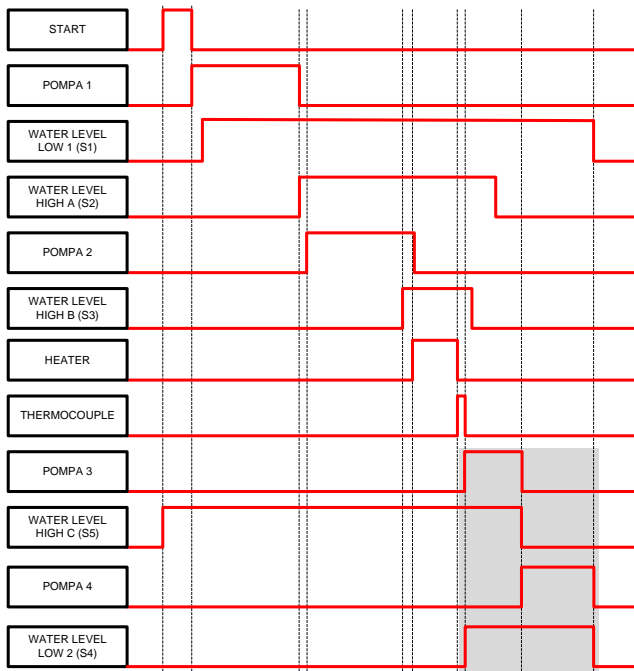 START
POMPA 1
WATER LEVEL
LOW 1 (S1)
WATER LEVEL
HIGH A (S2)
POMPA 2
WATER LEVEL
HIGH B (S3)
HEATER
THERMOCOUPLE
POMPA 3
WATER LEVEL
HIGH C (S5)
POMPA 4
WATER LEVEL
LOW 2 (S4)